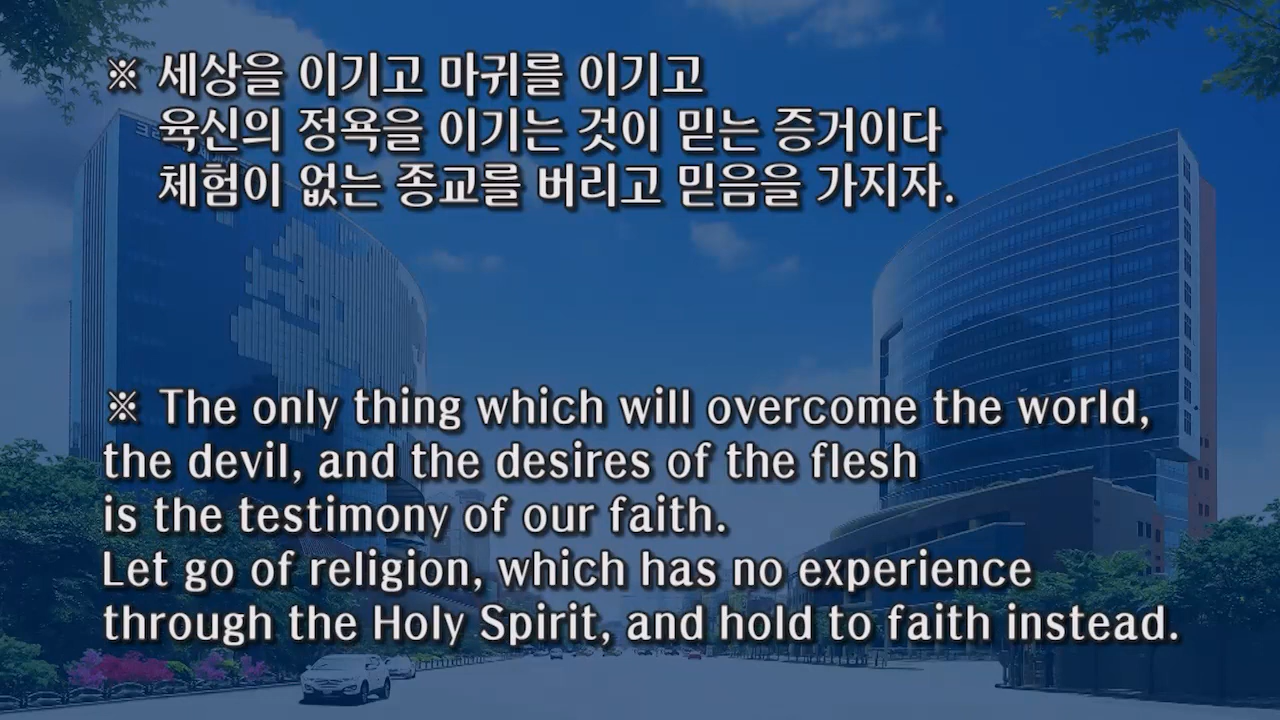 ※ 세상을 이기고 마귀를 이기고
육신의 정욕을 이기는 것이 믿는 증거이다
체험이 없는 종교를 버리고 믿음을 가지자.
※ The only thing which will overcome the world,
the devil, and the desires of the flesh
is the testimony of our faith.
Let go of religion, which has no experience
through the Holy Spirit, and hold to faith instead.